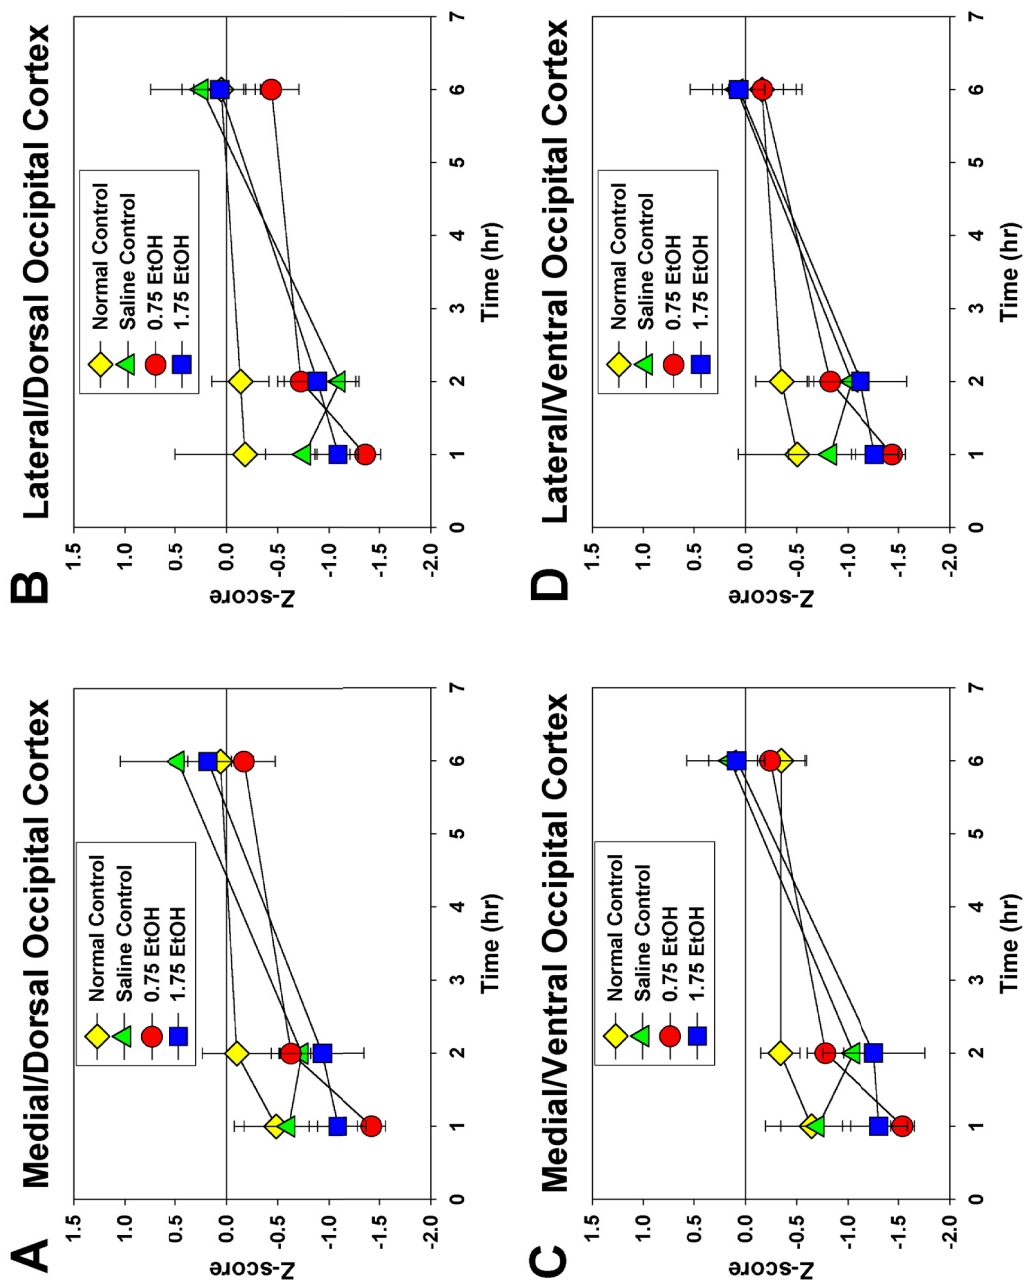 A
Medial/Dorsal Occipital Cortex
1.5
1.0
0.5
0.0
-0.5
-1.0
-1.5
-2.0
Z-score
Normal Control
Saline Control
0.75 EtOH
1.75 EtOH
0 1 2 3 4 5 6 7
Time (hr)
B
Lateral/Dorsal Occipital Cortex
1.5
1.0
0.5
0.0
-0.5
-1.0
-1.5
-2.0
Z-score
Normal Control
Saline Control
0.75 EtOH
1.75 EtOH
0 1 2 3 4 5 6 7
Time (hr)
C
Medial/Ventral Occipital Cortex
1.5
1.0
0.5
0.0
-0.5
-1.0
-1.5
-2.0
Z-score
Normal Control
Saline Control
0.75 EtOH
1.75 EtOH
0 1 2 3 4 5 6 7
Time (hr)
D
Lateral/Ventral Occipital Cortex
1.5
1.0
0.5
0.0
-0.5
-1.0
-1.5
-2.0
Z-score
Normal Control
Saline Control
0.75 EtOH
1.75 EtOH
0 1 2 3 4 5 6 7
Time (hr)